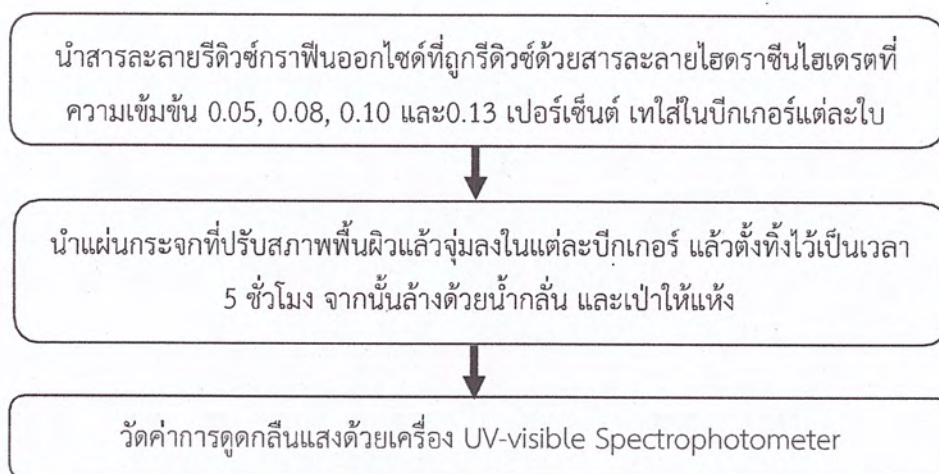 นำสารละลายรีดิวซ์กราฟีนออกไซด์ที่ถูกรีดิวซ์ด้วยสารละลายไฮดราซีนไฮเดรตที่
ความเข้มข้น 0.05, 0.08, 0.10 และ0.13 เปอร์เซ็นต์ เทใส่ในบีกเกอร์แต่ละใบ
นำแผ่นกระจกที่ปรับสภาพพื้นผิวแล้วจุ่มลงในแต่ละบีกเกอร์ แล้วตั้งทิ้งไว้เป็นเวลา
5 ชั่วโมง จากนั้นล้างด้วยน้ำกลั่น และเป่าให้แห้ง
วัดค่าการดูดกลืนแสงด้วยเครื่อง UV-visible Spectrophotometer